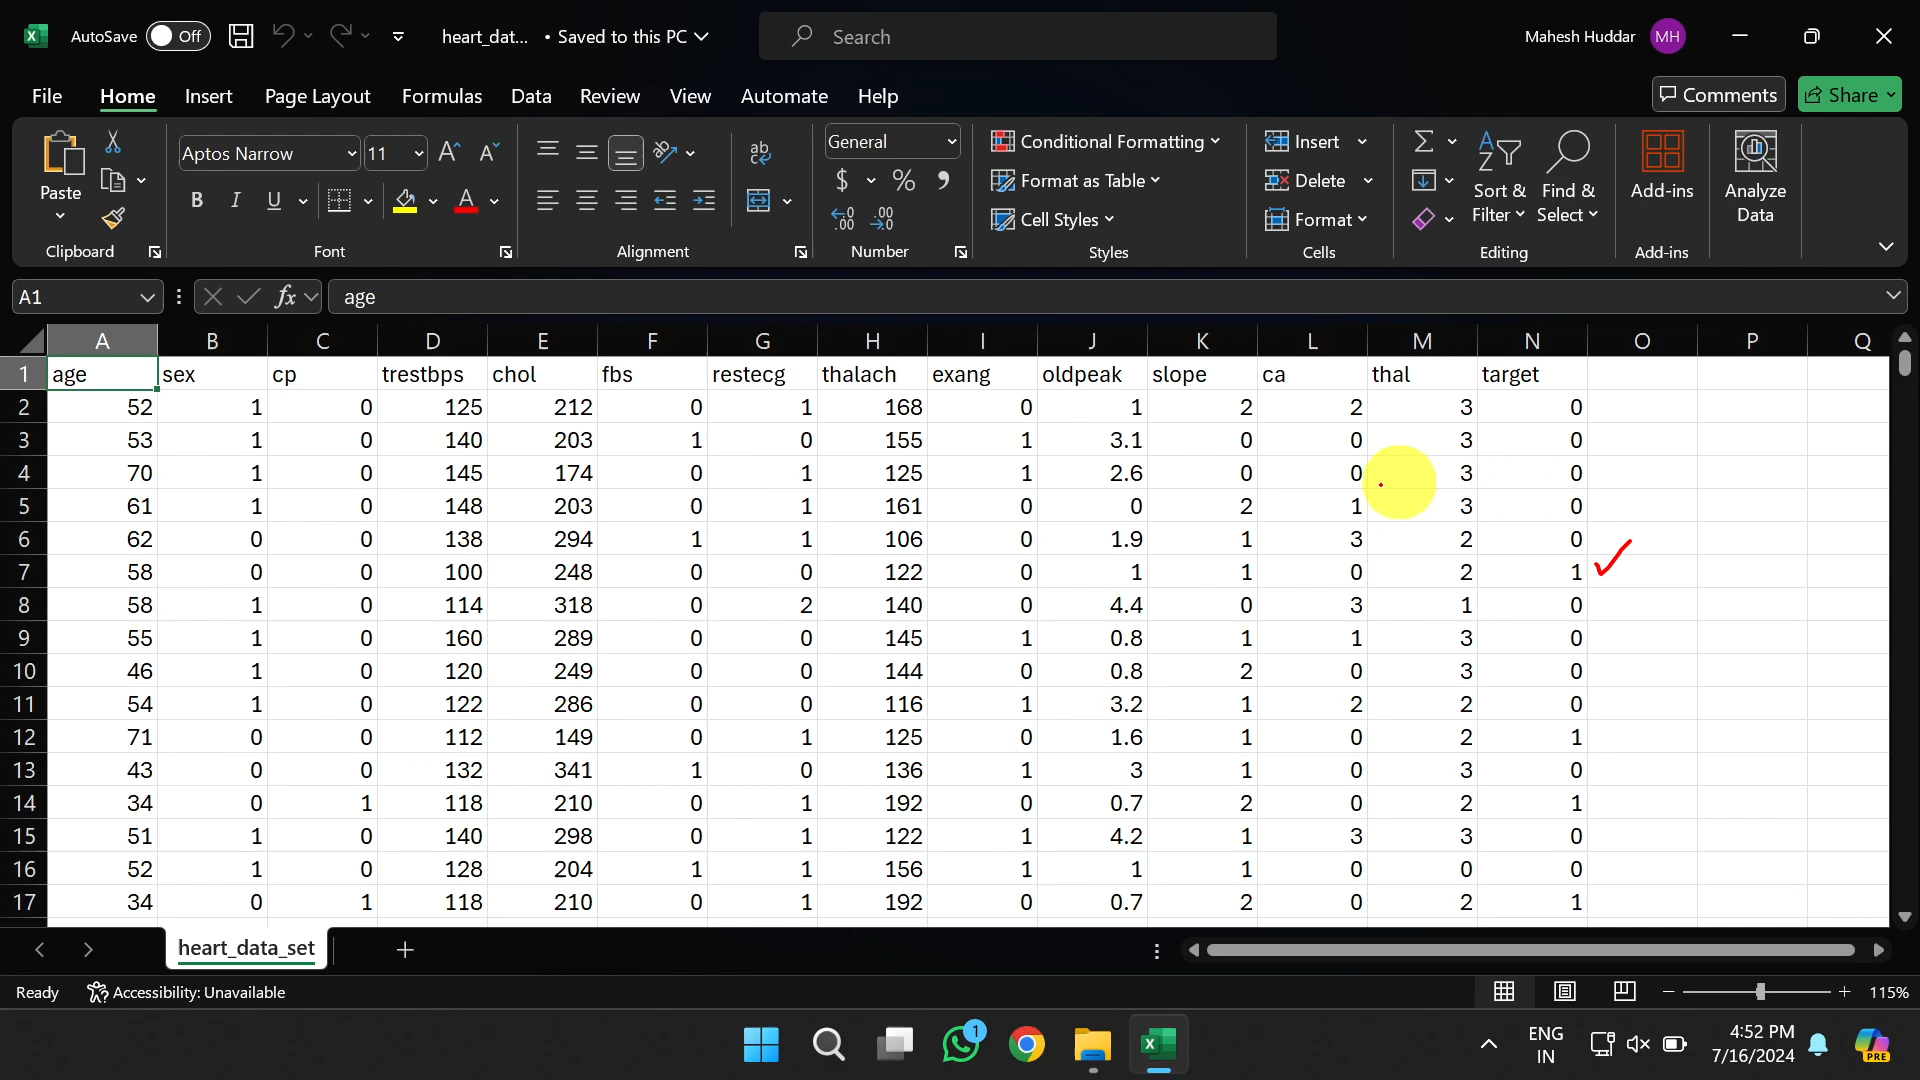 AutoSave Off heart_dat... • Saved to this PC Search Mahesh Huddar MH
File Home Insert Page Layout Formulas Data Review View Automate Help Comments Share
Paste Aptos Narrow 11 General Conditional Formatting Format as Table Cell Styles Insert Delete Format Sort & Filter Find & Select Add-ins Analyze Data
Clipboard Font Alignment Number Styles Cells Editing Add-ins
A1 fx age
A B C D E F G H I J K L M N O P Q
1 age sex cp trestbps chol fbs restecg thalach exang oldpeak slope ca thal target
2 52 1 0 125 212 0 1 168 0 1 2 2 3 0
3 53 1 0 140 203 1 0 155 1 3.1 0 0 3 0
4 70 1 0 145 174 0 1 125 1 2.6 0 0 3 0
5 61 1 0 148 203 0 1 161 0 0 2 1 3 0
6 62 0 0 138 294 1 1 106 0 1.9 1 3 2 0
7 58 0 0 100 248 0 0 122 0 1 1 0 2 1
8 58 1 0 114 318 0 2 140 0 4.4 0 3 1 0
9 55 1 0 160 289 0 0 145 1 0.8 1 1 3 0
10 46 1 0 120 249 0 0 144 0 0.8 2 0 3 0
11 54 1 0 122 286 0 0 116 1 3.2 1 2 2 0
12 71 0 0 112 149 0 1 125 0 1.6 1 0 2 1
13 43 0 0 132 341 1 0 136 1 3 1 0 3 0
14 34 0 1 118 210 0 1 192 0 0.7 2 0 2 1
15 51 1 0 140 298 0 1 122 1 4.2 1 3 3 0
16 52 1 0 128 204 1 1 156 1 1 1 0 0 0
17 34 0 1 118 210 0 1 192 0 0.7 2 0 2 1
heart_data_set
Ready Accessibility: Unavailable 115%
1 ENG IN 4:52 PM 7/16/2024 PRE